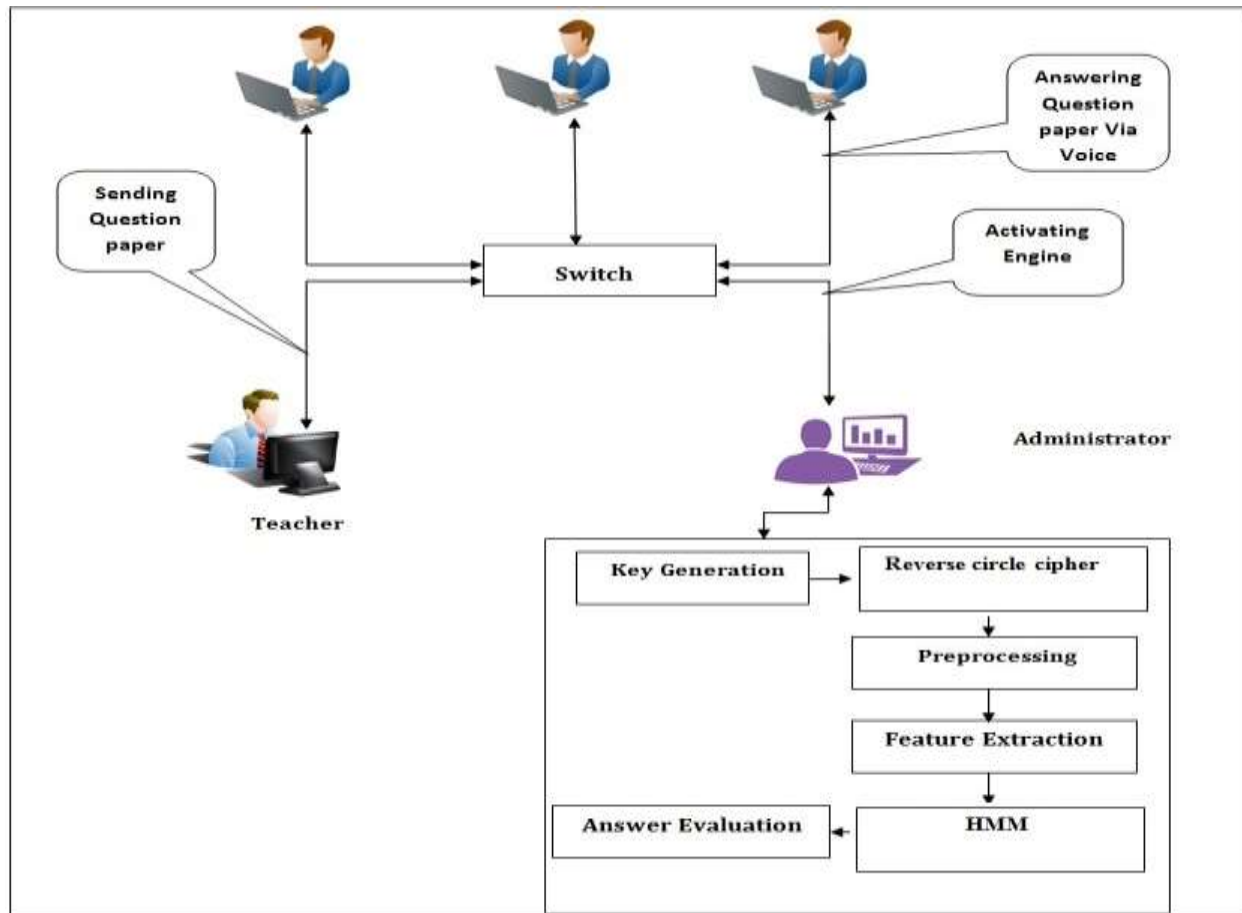 Answering
Question
paper Via
Voice
Sending
Question
paper
Activating
Engine
Switch
Administrator
Teacher
Key Generation
Reverse circle cipher
Preprocessing
Feature Extraction
HMM
Answer Evaluation